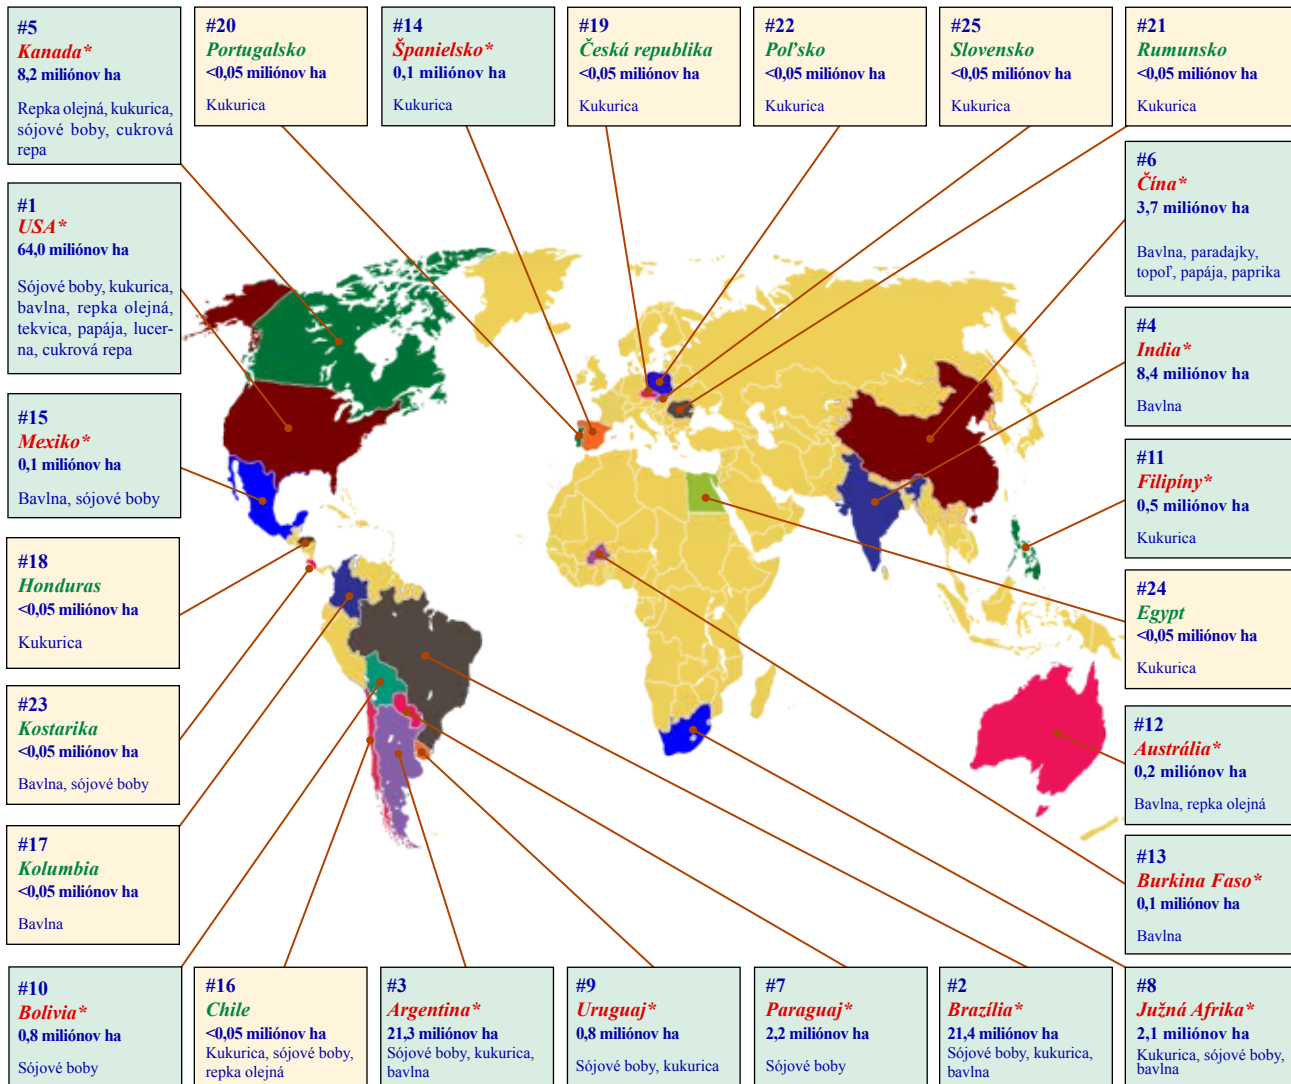 #5
Kanada*
8,2 miliónov ha
Repka olejná, kukurica,
sójové boby, cukrová
repa
#20
Portugalsko
<0,05 miliónov ha
Kukurica
#14
Španielsko*
0,1 miliónov ha
Kukurica
#19
Česká republika
<0,05 miliónov ha
Kukurica
#22
Poľsko
<0,05 miliónov ha
Kukurica
#25
Slovensko
<0,05 miliónov ha
Kukurica
#21
Rumunsko
<0,05 miliónov ha
Kukurica
#1
USA*
64,0 miliónov ha
Sójové boby, kukurica,
bavlna, repka olejná,
tekvica, papája, lucer-
na, cukrová repa
#6
Čína*
3,7 miliónov ha
Bavlna, paradajky,
topoľ, papája, paprika
#4
India*
8,4 miliónov ha
Bavlna
#15
Mexiko*
0,1 miliónov ha
Bavlna, sójové boby
#11
Filipíny*
0,5 miliónov ha
Kukurica
#18
Honduras
<0,05 miliónov ha
Kukurica
#24
Egypt
<0,05 miliónov ha
Kukurica
#23
Kostarika
<0,05 miliónov ha
Bavlna, sójové boby
#12
Austrália*
0,2 miliónov ha
Bavlna, repka olejná
#17
Kolumbia
<0,05 miliónov ha
Bavlna
#13
Burkina Faso*
0,1 miliónov ha
Bavlna
#10
Bolivia*
0,8 miliónov ha
Sójové boby
#16
Chile
<0,05 miliónov ha
Kukurica, sójové boby,
repka olejná
#3
Argentina*
21,3 miliónov ha
Sójové boby, kukurica,
bavlna
#9
Uruguaj*
0,8 miliónov ha
Sójové boby, kukurica
#7
Paraguaj*
2,2 miliónov ha
Sójové boby
#2
Brazília*
21,4 miliónov ha
Sójové boby, kukurica,
bavlna
#8
Južná Afrika*
2,1 miliónov ha
Kukurica, sójové boby,
bavlna